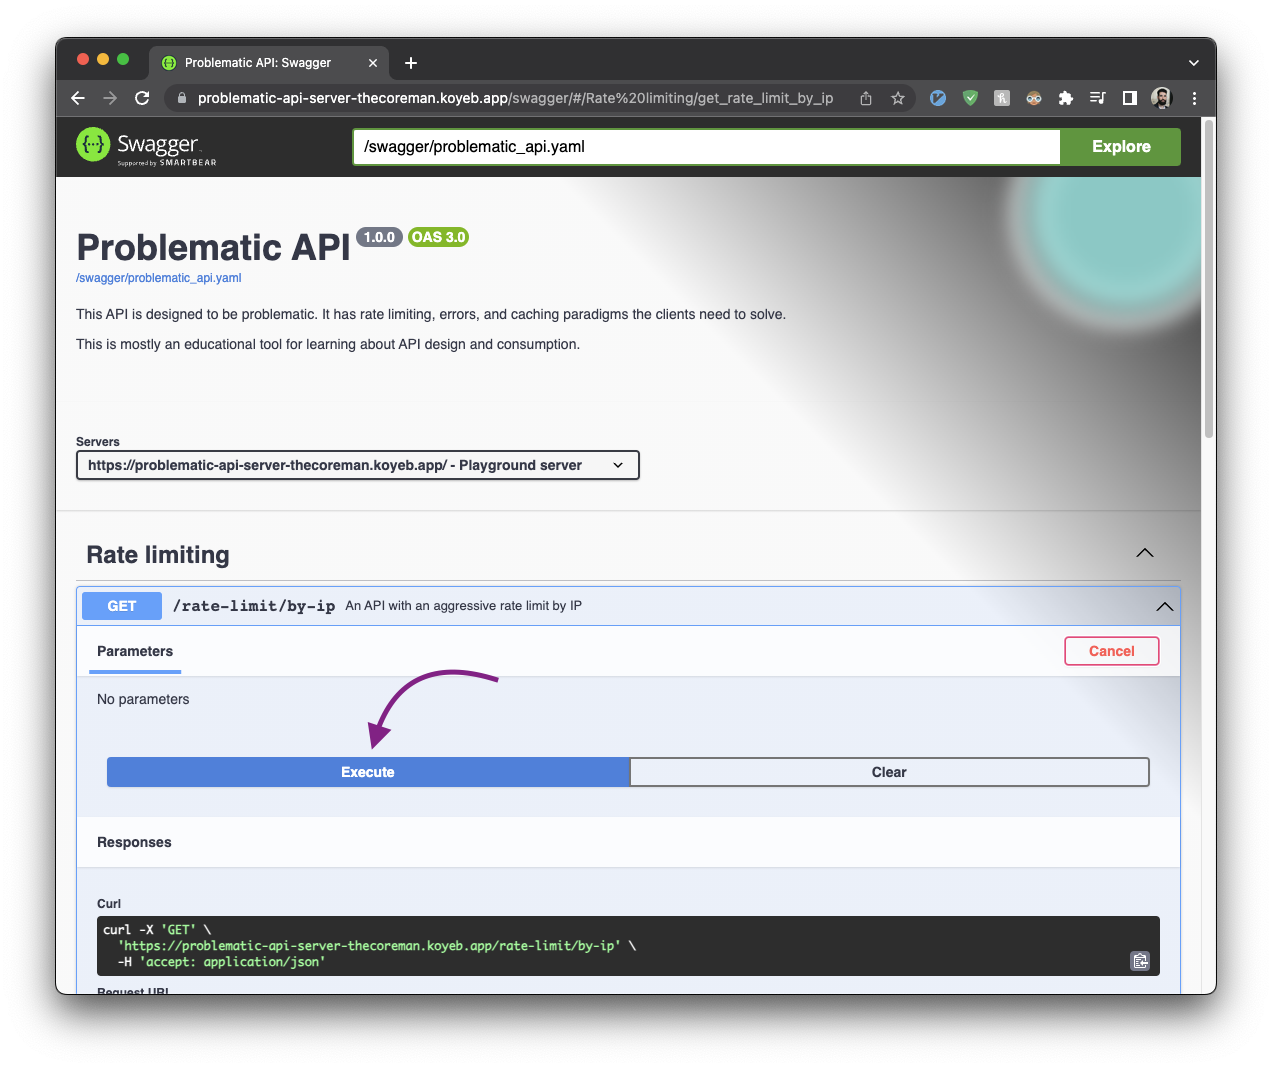 Problematic API: Swagger
problematic-api-server-thecoreman.koyeb.app/swagger/#/Rate%20limiting/get_rate_limit_by_ip
Swagger
Supported by SMARTBEAR
/swagger/problematic_api.yaml
Explore
Problematic API 1.0.0 OAS 3.0
/swagger/problematic_api.yaml
This API is designed to be problematic. It has rate limiting, errors, and caching paradigms the clients need to solve.
This is mostly an educational tool for learning about API design and consumption.
Servers
https://problematic-api-server-thecoreman.koyeb.app/ - Playground server
Rate limiting
GET /rate-limit/by-ip An API with an aggressive rate limit by IP
Parameters
Cancel
No parameters
Execute
Clear
Responses
Curl
curl -X 'GET' \
'https://problematic-api-server-thecoreman.koyeb.app/rate-limit/by-ip' \
-H 'accept: application/json'
Request URL